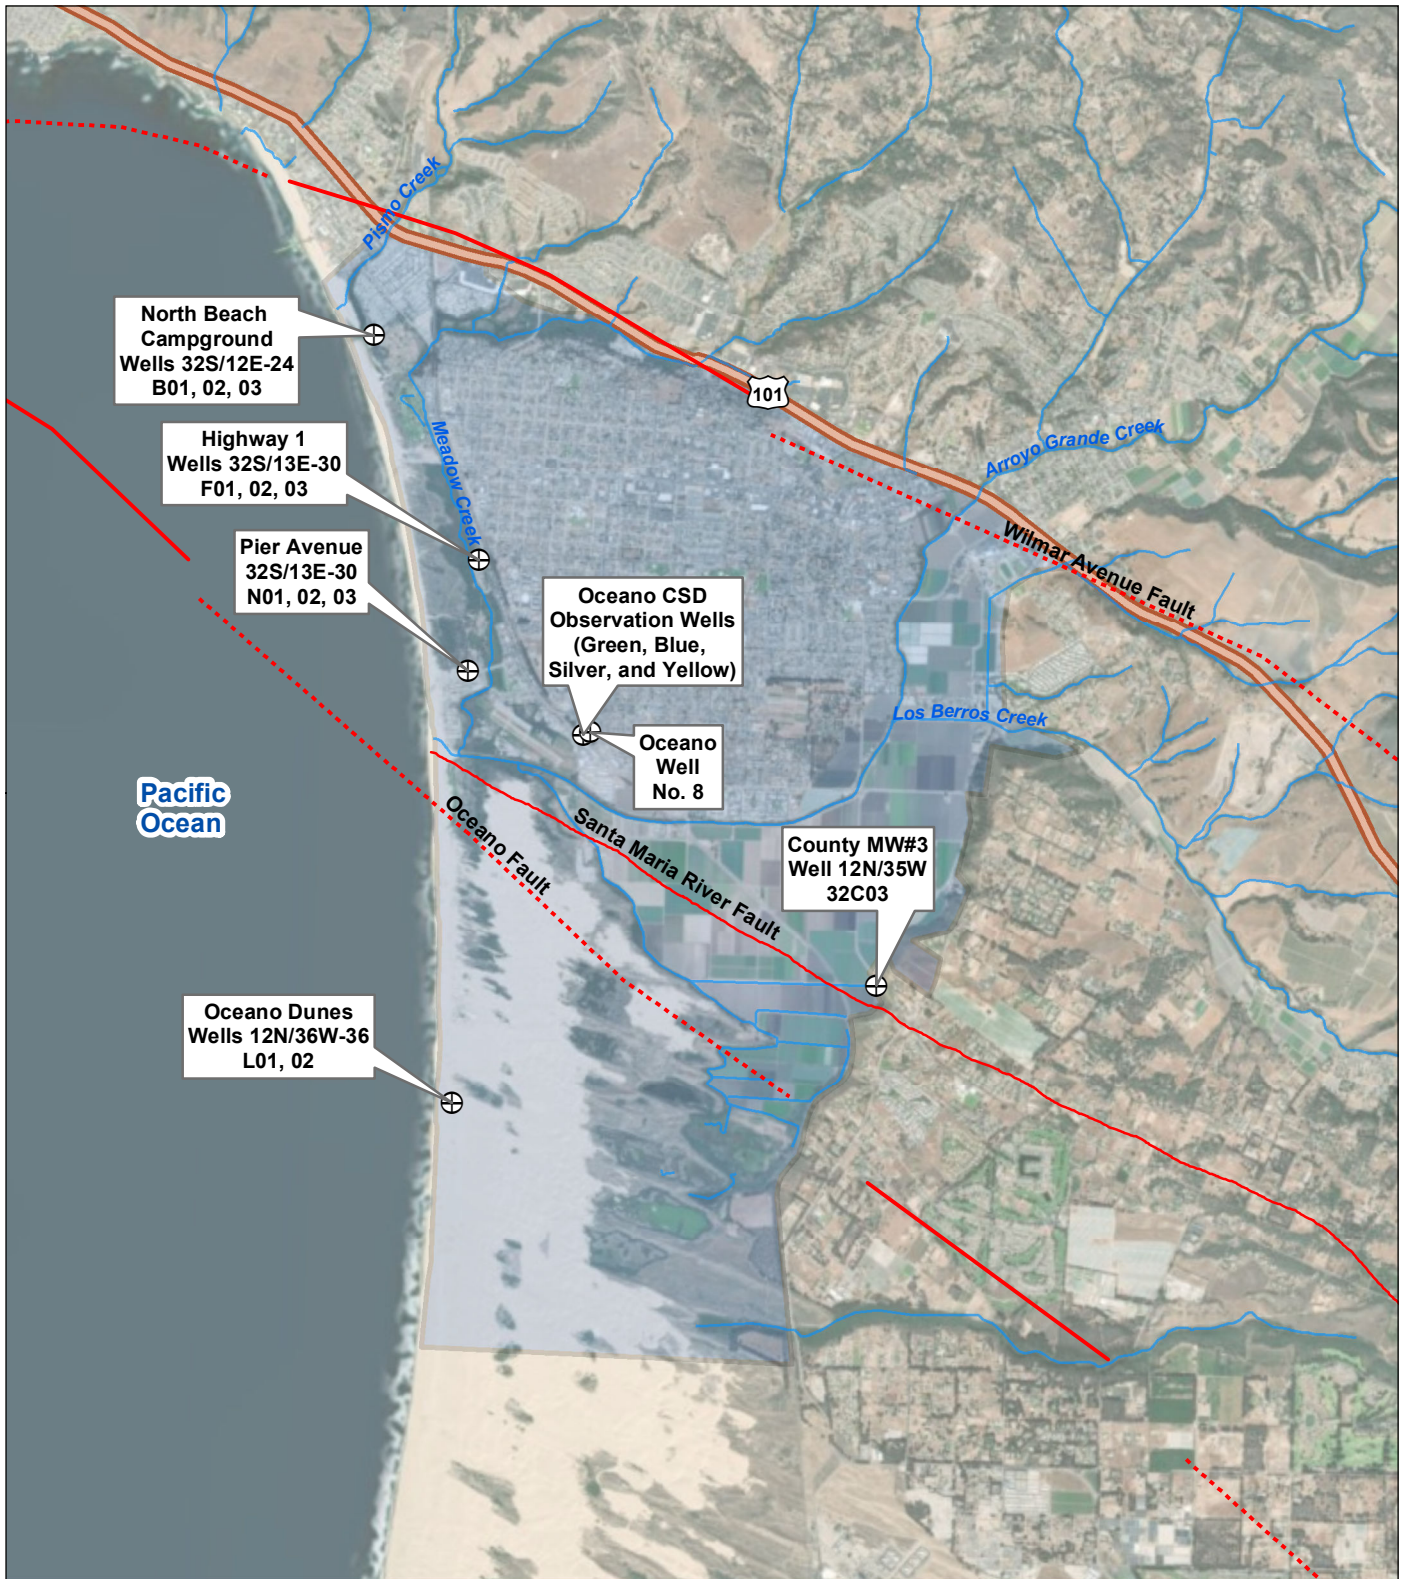 Pismo Creek
North Beach
Campground
Wells 32S/12E-24
B01, 02, 03
101
Highway 1
Wells 32S/13E-30
F01, 02, 03
Meadow Creek
Arroyo Grande Creek
Wilmar Avenue Fault
Pier Avenue
32S/13E-30
N01, 02, 03
Oceano CSD
Observation Wells
(Green, Blue,
Silver, and Yellow)
Los Berros Creek
Oceano
Well
No. 8
Pacific
Ocean
Oceano Fault
Santa Maria River Fault
County MW#3
Well 12N/35W
32C03
Oceano Dunes
Wells 12N/36W-36
L01, 02